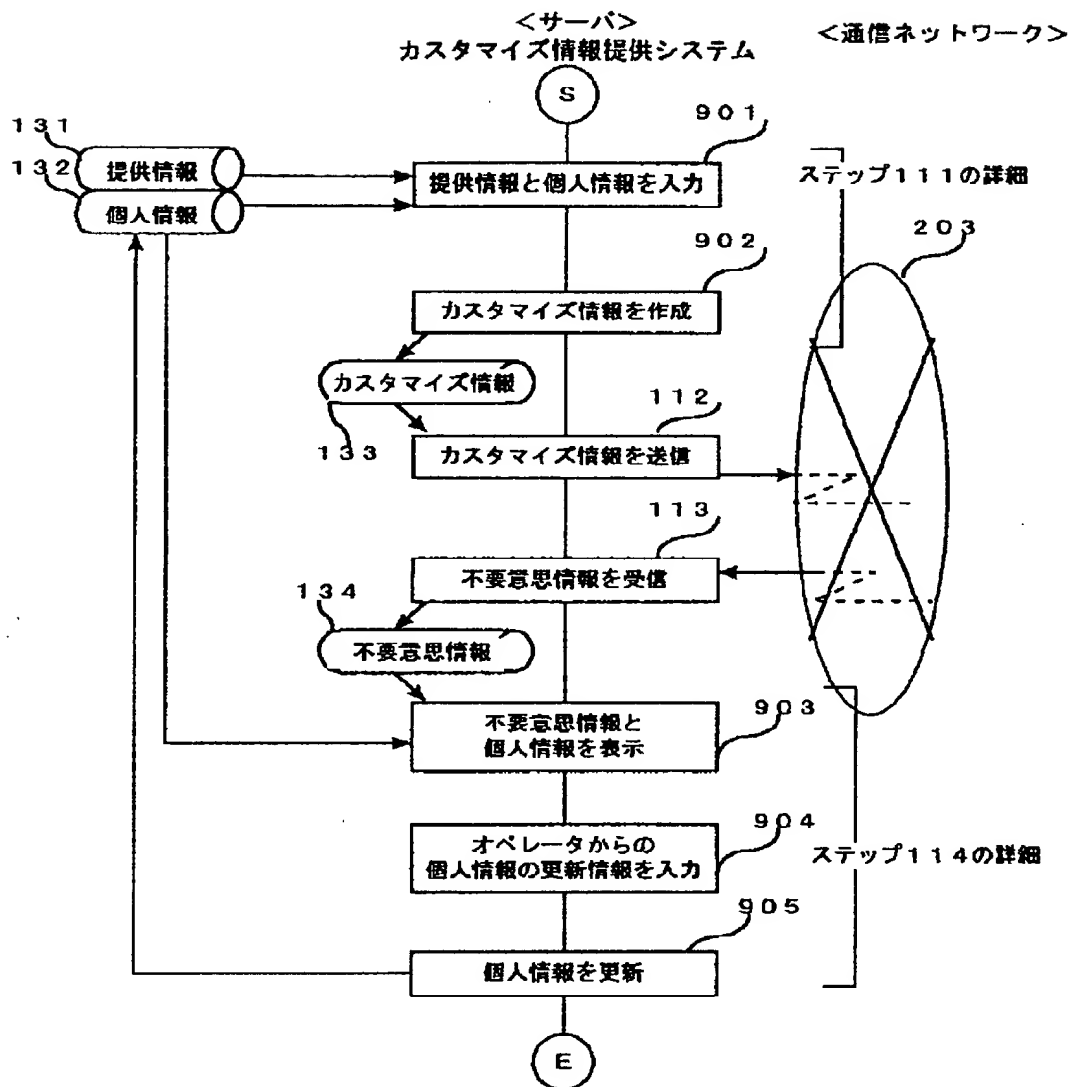 <サーバ>
カスタマイズ情報提供システム
<通信ネットワーク>
S
131
提供情報
132
個人情報
901
提供情報と個人情報を入力
ステップ111の詳細
203
902
カスタマイズ情報を作成
カスタマイズ情報
133
112
カスタマイズ情報を送信
113
不要意思情報を受信
134
不要意思情報
903
不要意思情報と
個人情報を表示
904
オペレータからの
個人情報の更新情報を入力
ステップ114の詳細
905
個人情報を更新
E